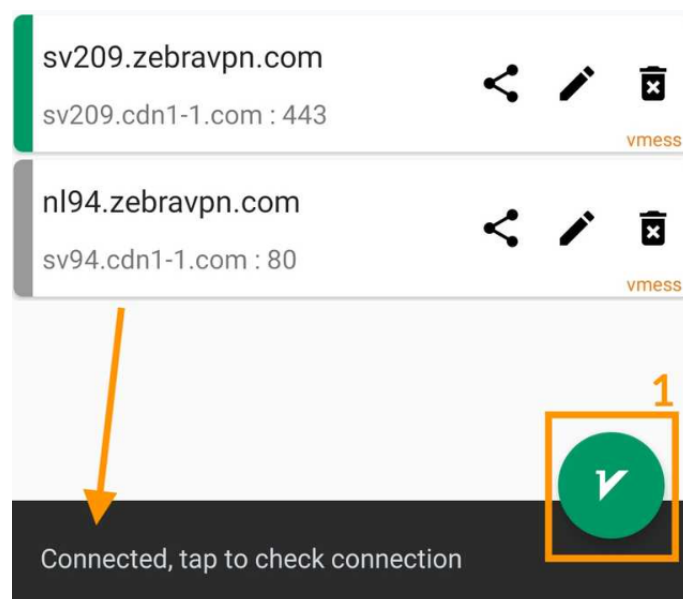 sv209.zebravpn.com
sv209.cdn1-1.com : 443
vmess
nl94.zebravpn.com
sv94.cdn1-1.com : 80
vmess
1
V
Connected, tap to check connection